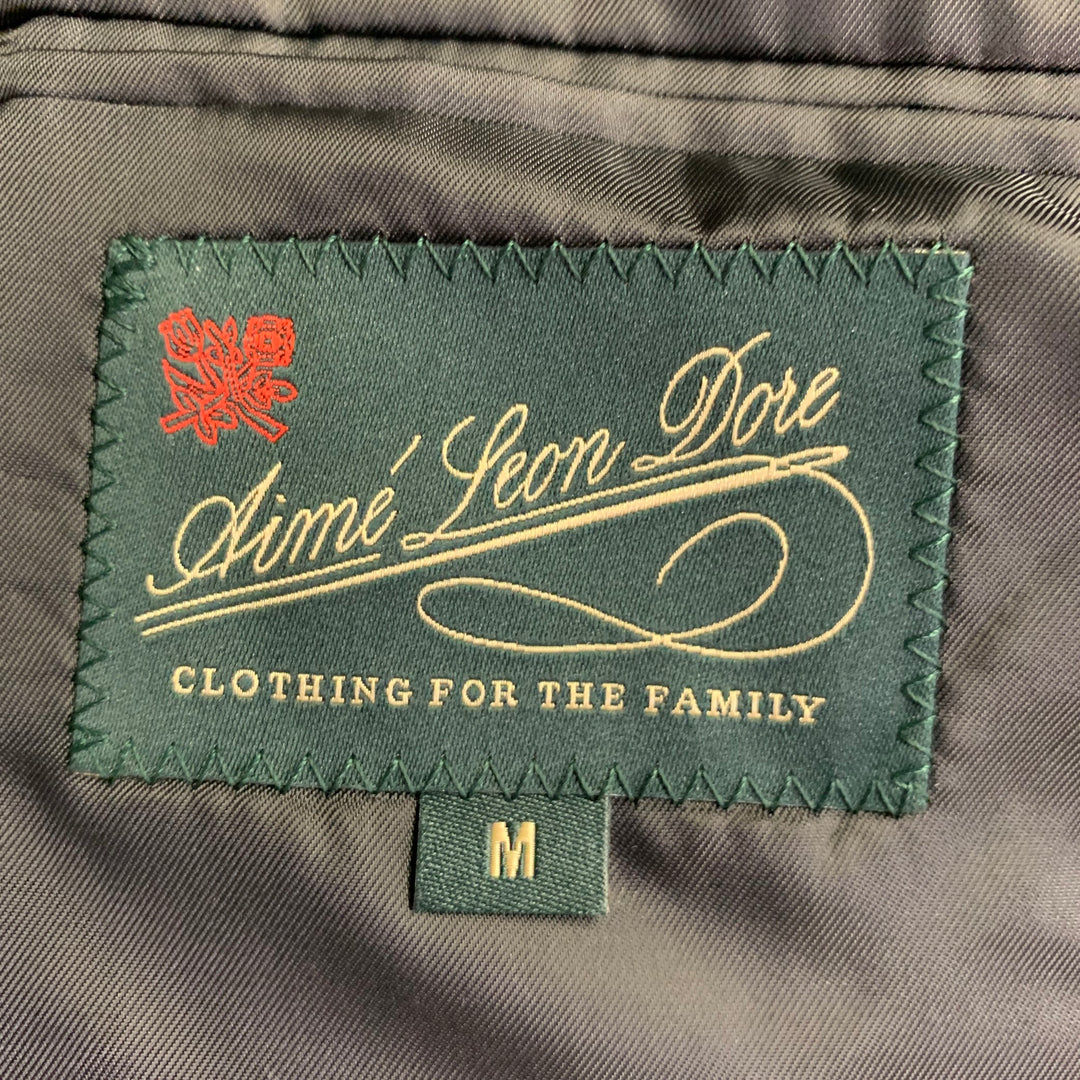 Aimé Leon Dore
CLOTHING FOR THE FAMILY
M